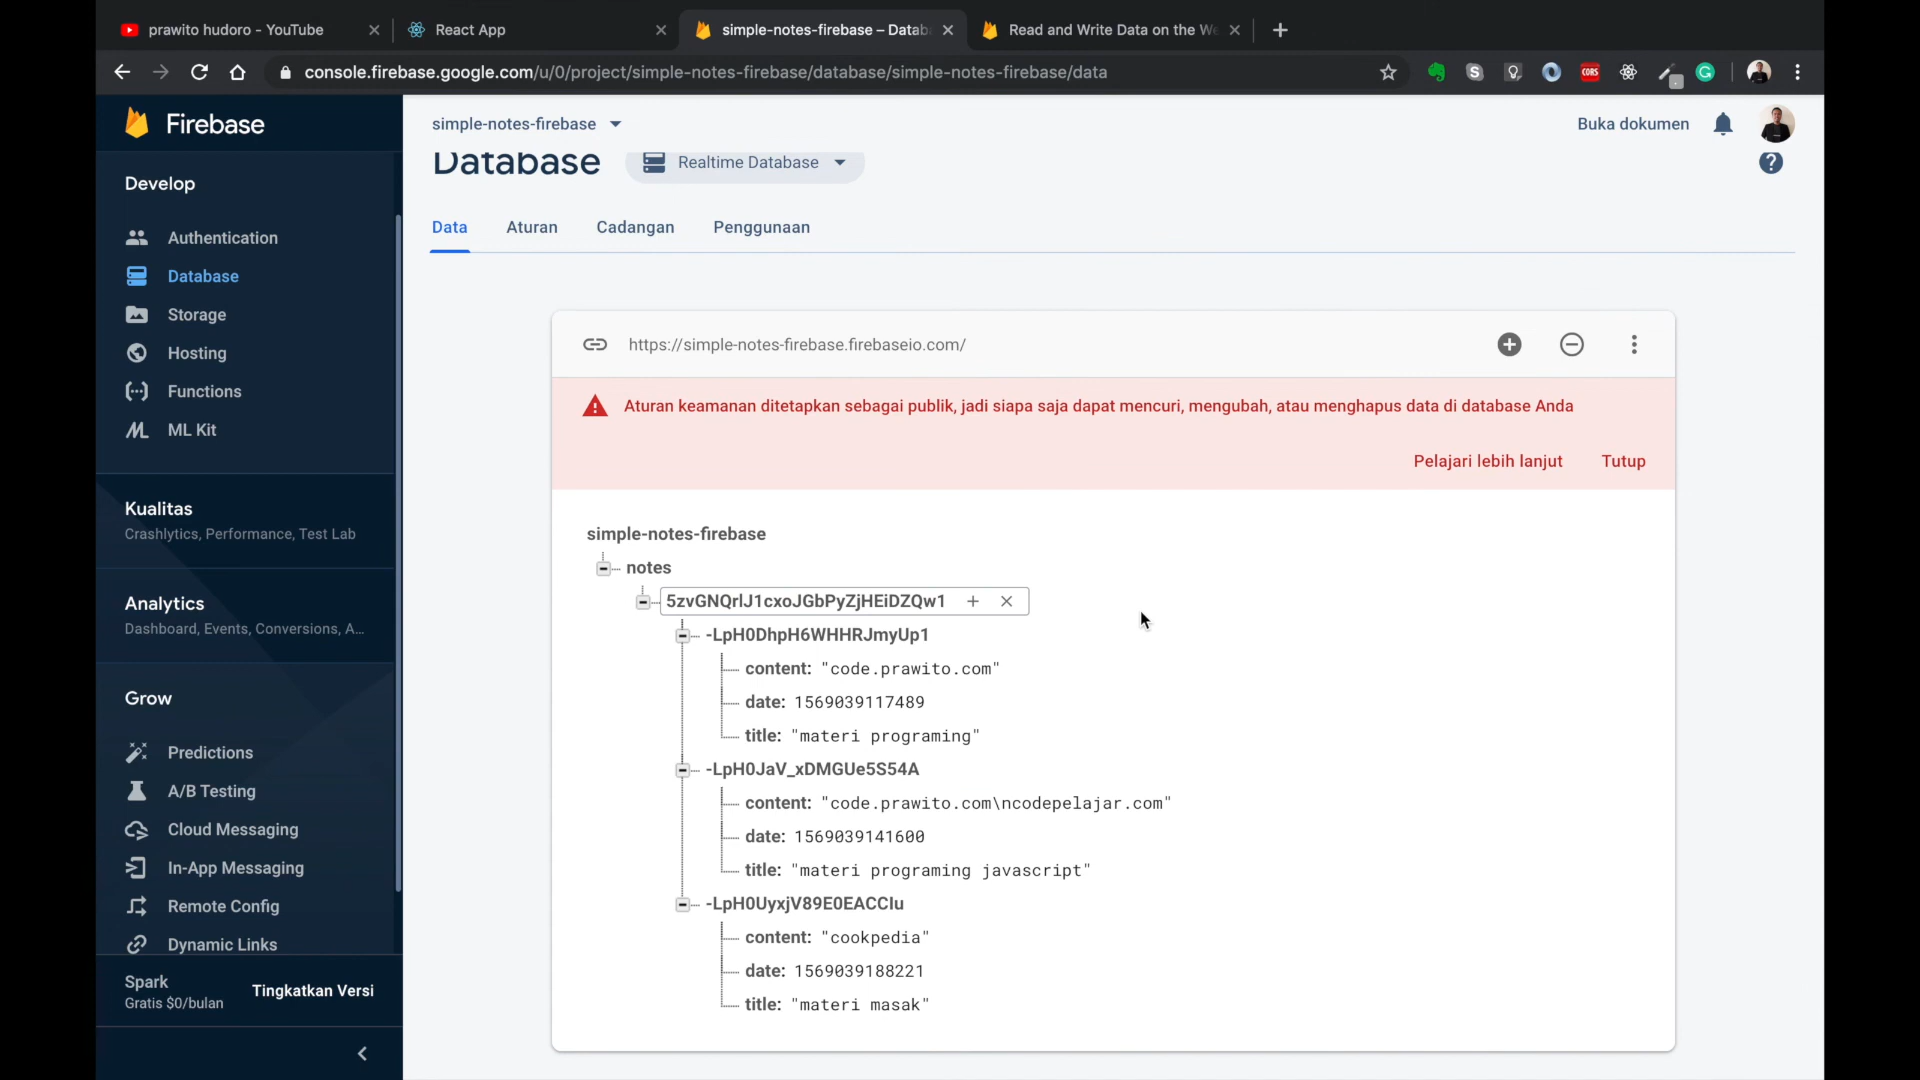 prawito hudoro - YouTube
React App
simple-notes-firebase – Datab
Read and Write Data on the We
console.firebase.google.com/u/0/project/simple-notes-firebase/database/simple-notes-firebase/data
CORS
Firebase
simple-notes-firebase
Buka dokumen
Database
Realtime Database
Data
Aturan
Cadangan
Penggunaan
Develop
Authentication
Database
Storage
Hosting
Functions
ML Kit
Kualitas
Crashlytics, Performance, Test Lab
Analytics
Dashboard, Events, Conversions, A...
Grow
Predictions
A/B Testing
Cloud Messaging
In-App Messaging
Remote Config
Dynamic Links
Spark
Gratis $0/bulan
Tingkatkan Versi
https://simple-notes-firebase.firebaseio.com/
Aturan keamanan ditetapkan sebagai publik, jadi siapa saja dapat mencuri, mengubah, atau menghapus data di database Anda
Pelajari lebih lanjut
Tutup
simple-notes-firebase
notes
5zvGNQrlJ1cxoJGbPyZjHEiDZQw1
-LpH0DhpH6WHHRJmyUp1
content: "code.prawito.com"
date: 1569039117489
title: "materi programing"
-LpH0JaV_xDMGUe5S54A
content: "code.prawito.com\ncodepelajar.com"
date: 1569039141600
title: "materi programing javascript"
-LpH0UyxjV89E0EACCIu
content: "cookpedia"
date: 1569039188221
title: "materi masak"